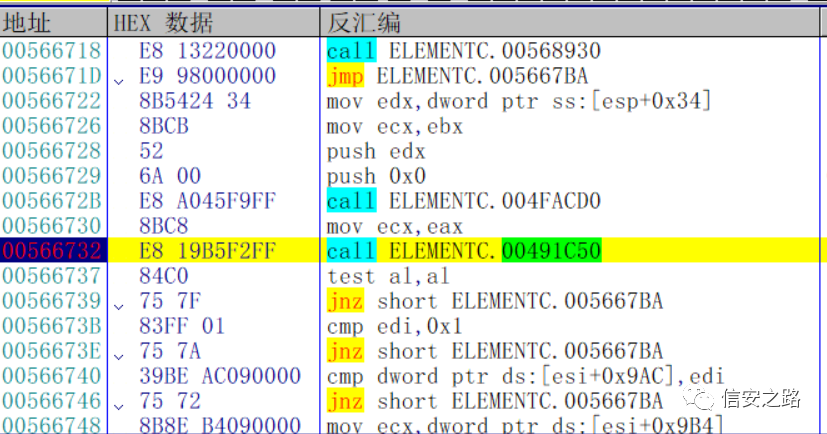 地址 HEX 数据 反汇编
00566718 E8 13220000 call ELEMENTC.00568930
0056671D E9 98000000 jmp ELEMENTC.005667BA
00566722 8B5424 34 mov edx,dword ptr ss:[esp+0x34]
00566726 8BCB mov ecx,ebx
00566728 52 push edx
00566729 6A 00 push 0x0
0056672B E8 A045F9FF call ELEMENTC.004FACD0
00566730 8BC8 mov ecx,eax
00566732 E8 19B5F2FF call ELEMENTC.00491C50
00566737 84C0 test al,al
00566739 75 7F jnz short ELEMENTC.005667BA
0056673B 83FF 01 cmp edi,0x1
0056673E 75 7A jnz short ELEMENTC.005667BA
00566740 39BE AC090000 cmp dword ptr ds:[esi+0x9AC],edi
00566746 75 72 jnz short ELEMENTC.005667BA
00566748 8B8E B4090000 mov ecx,dword ptr ds:[esi+0x9B4]
信安之路